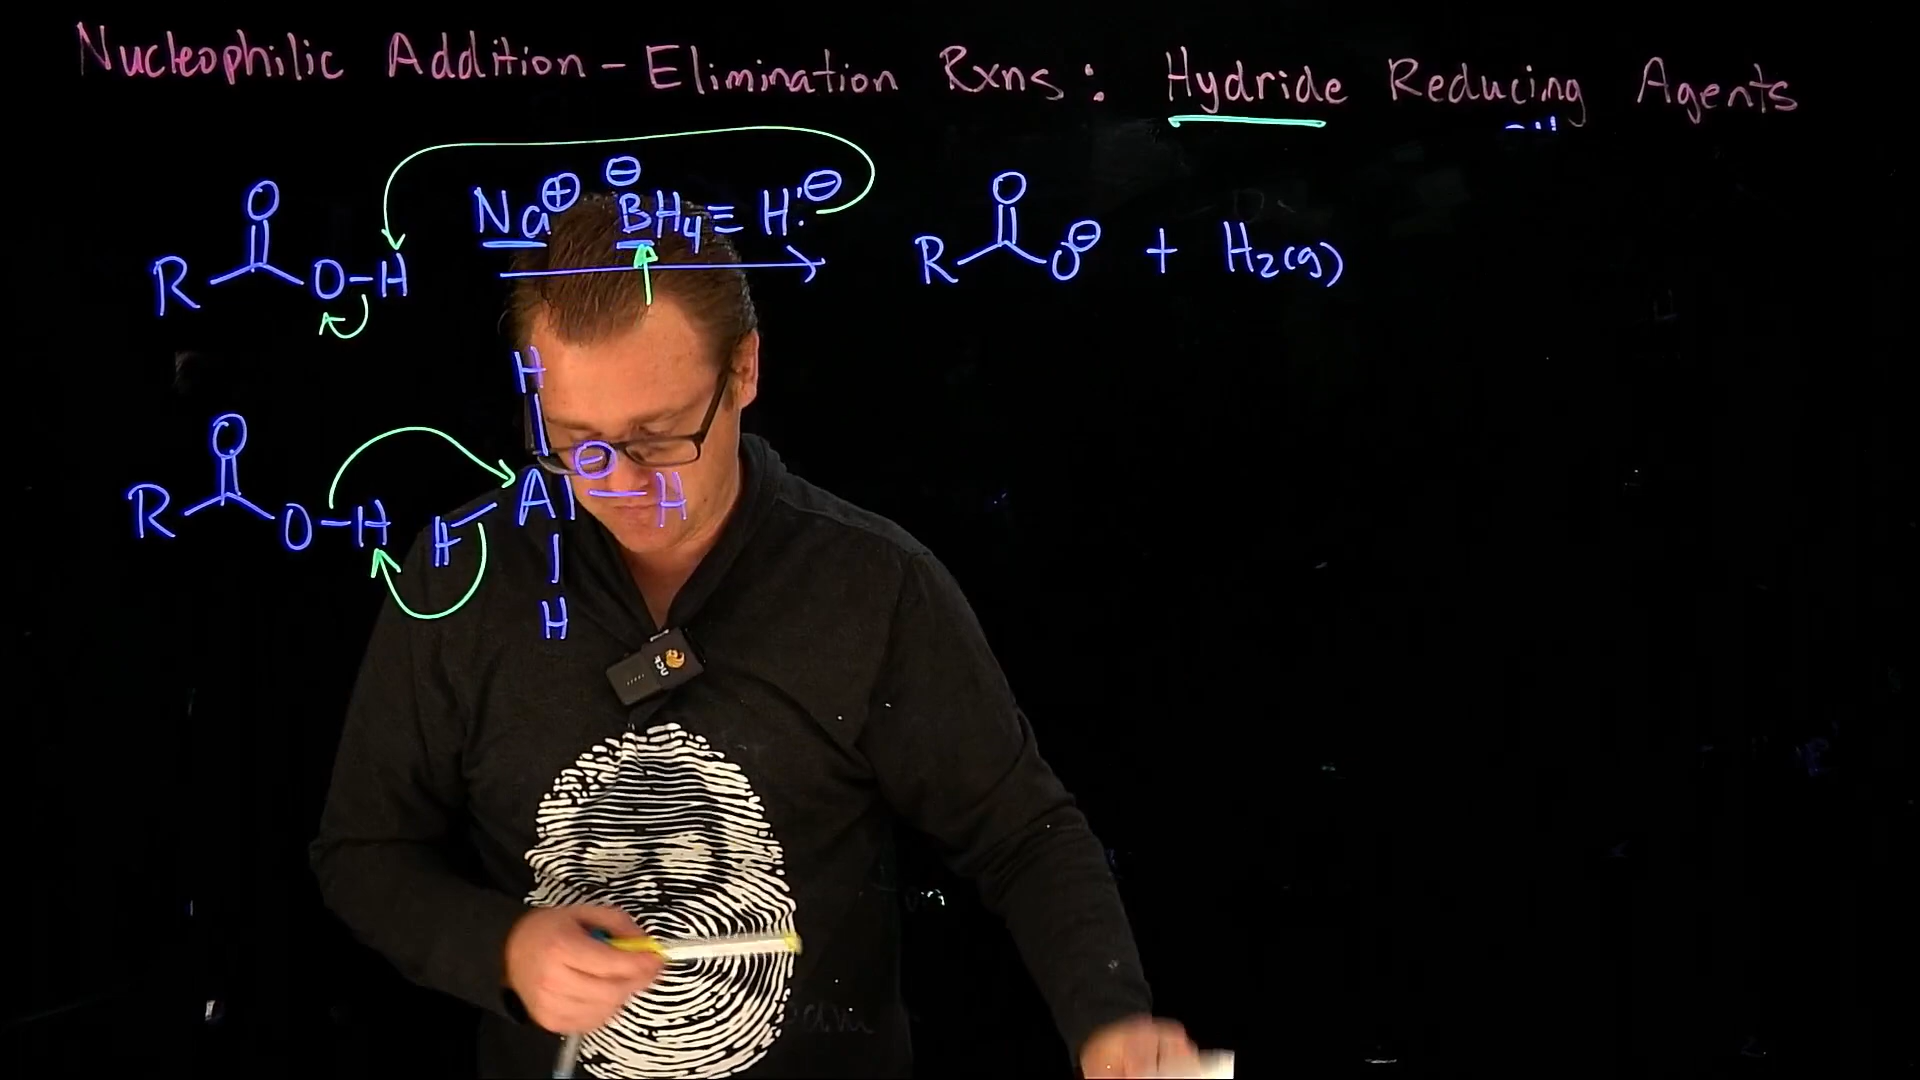 Nucleophilic Addition - Elimination Rxns: Hydride Reducing Agents
O Na⊕ ⊖BH4 ≡ H:⊖ O
R O-H R O⊖ + H2(g)
H
O ⊖
R O-H H-Al-H
H